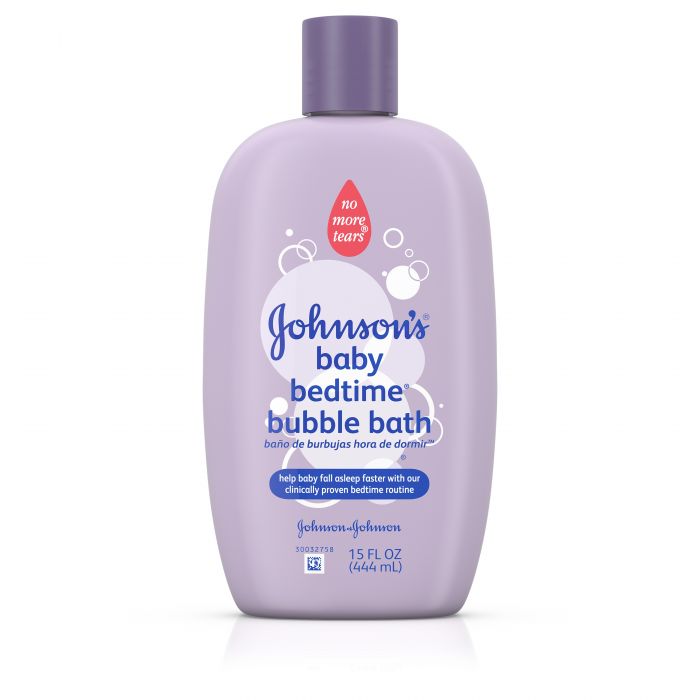 no
more
tears®
Johnson's®
baby
bedtime®
bubble bath
baño de burbujas hora de dormir™
®
help baby fall asleep faster with our
clinically proven bedtime routine
Johnson+Johnson
30032758
15 FL OZ
(444 mL)